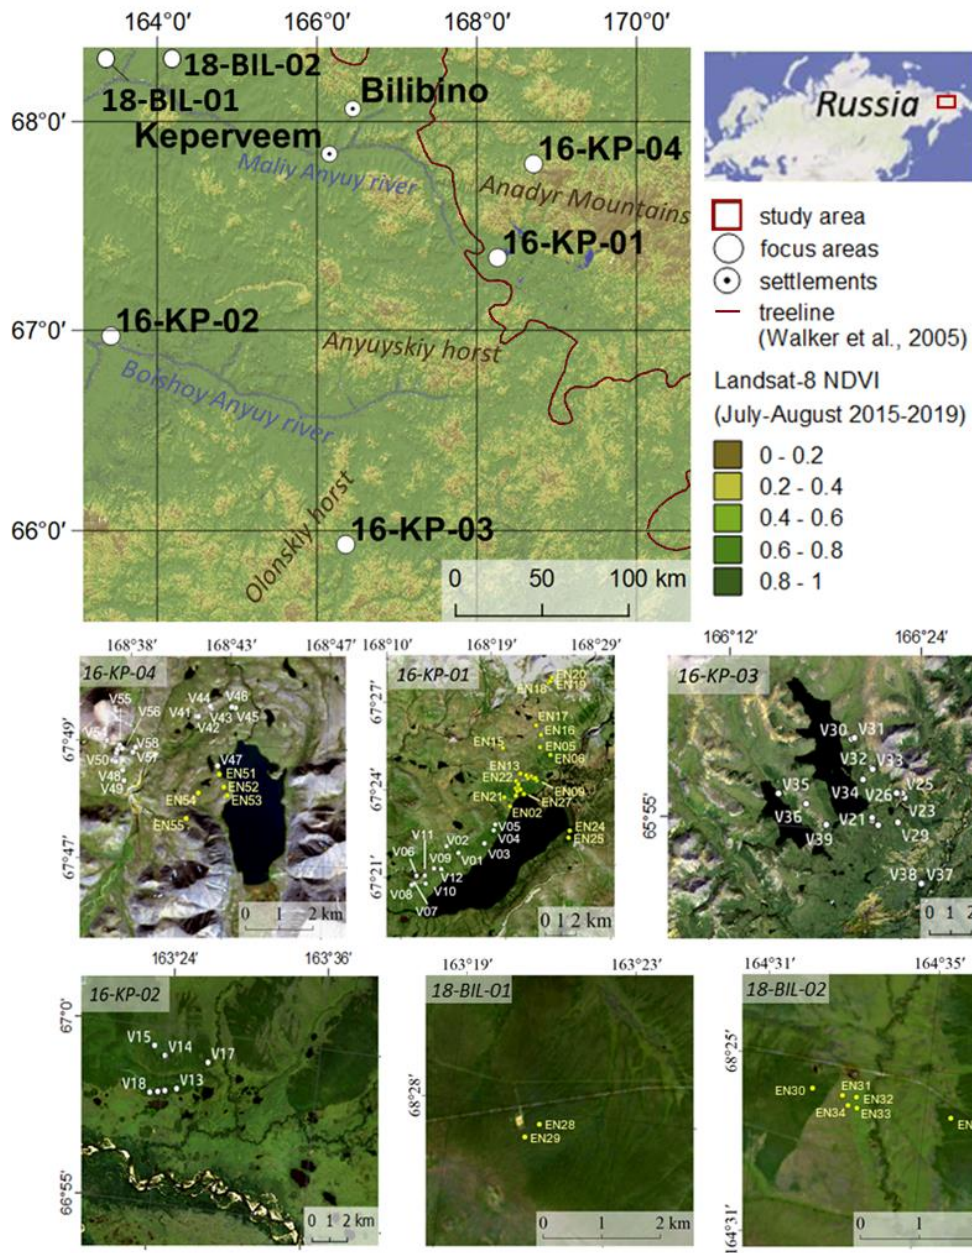 164°0′ 166°0′ 168°0′ 170°0′
18-BIL-02
18-BIL-01
Bilibino
68°0′
Keperveem
16-KP-04
Maliy Anyuy river
Anadyr Mountains
16-KP-01
16-KP-02
67°0′
Anyuyskiy horst
Bolshoy Anyuy river
Olonskiy horst
66°0′
16-KP-03
0 50 100 km
Russia
study area
focus areas
settlements
treeline
(Walker et al., 2005)
Landsat-8 NDVI
(July-August 2015-2019)
0 - 0.2
0.2 - 0.4
0.4 - 0.6
0.6 - 0.8
0.8 - 1
168°38′ 168°43′ 168°47′
16-KP-04
67°49′
67°47′
V55
V56
V44
V46
V41
V43
V45
V42
V58
V50
V57
V48
V49
V47
EN51
EN52
EN54
EN53
EN55
0 1 2 km
168°10′ 168°19′ 168°29′
16-KP-01
67°27′
67°24′
67°21′
EN20
EN18
EN19
EN17
EN16
EN15
EN05
EN06
EN13
EN22
EN09
EN21
EN27
EN02
EN24
EN25
V05
V11
V02
V04
V06
V09
V01
V03
V12
V08
V10
V07
0 1 2 km
166°12′ 166°24′
16-KP-03
65°55′
V30
V31
V32
V33
V35
V34
V26
V25
V23
V36
V21
V39
V29
V38
V37
0 1 2
163°24′ 163°36′
16-KP-02
67°0′
66°55′
V15
V14
V17
V18
V13
0 1 2 km
163°19′ 163°23′
18-BIL-01
68°28′
EN28
EN29
0 1 2
164°31′ 164°35′
18-BIL-02
68°25′
164°31′
EN30
EN31
EN32
EN34
EN33
EN
0 1 2 km